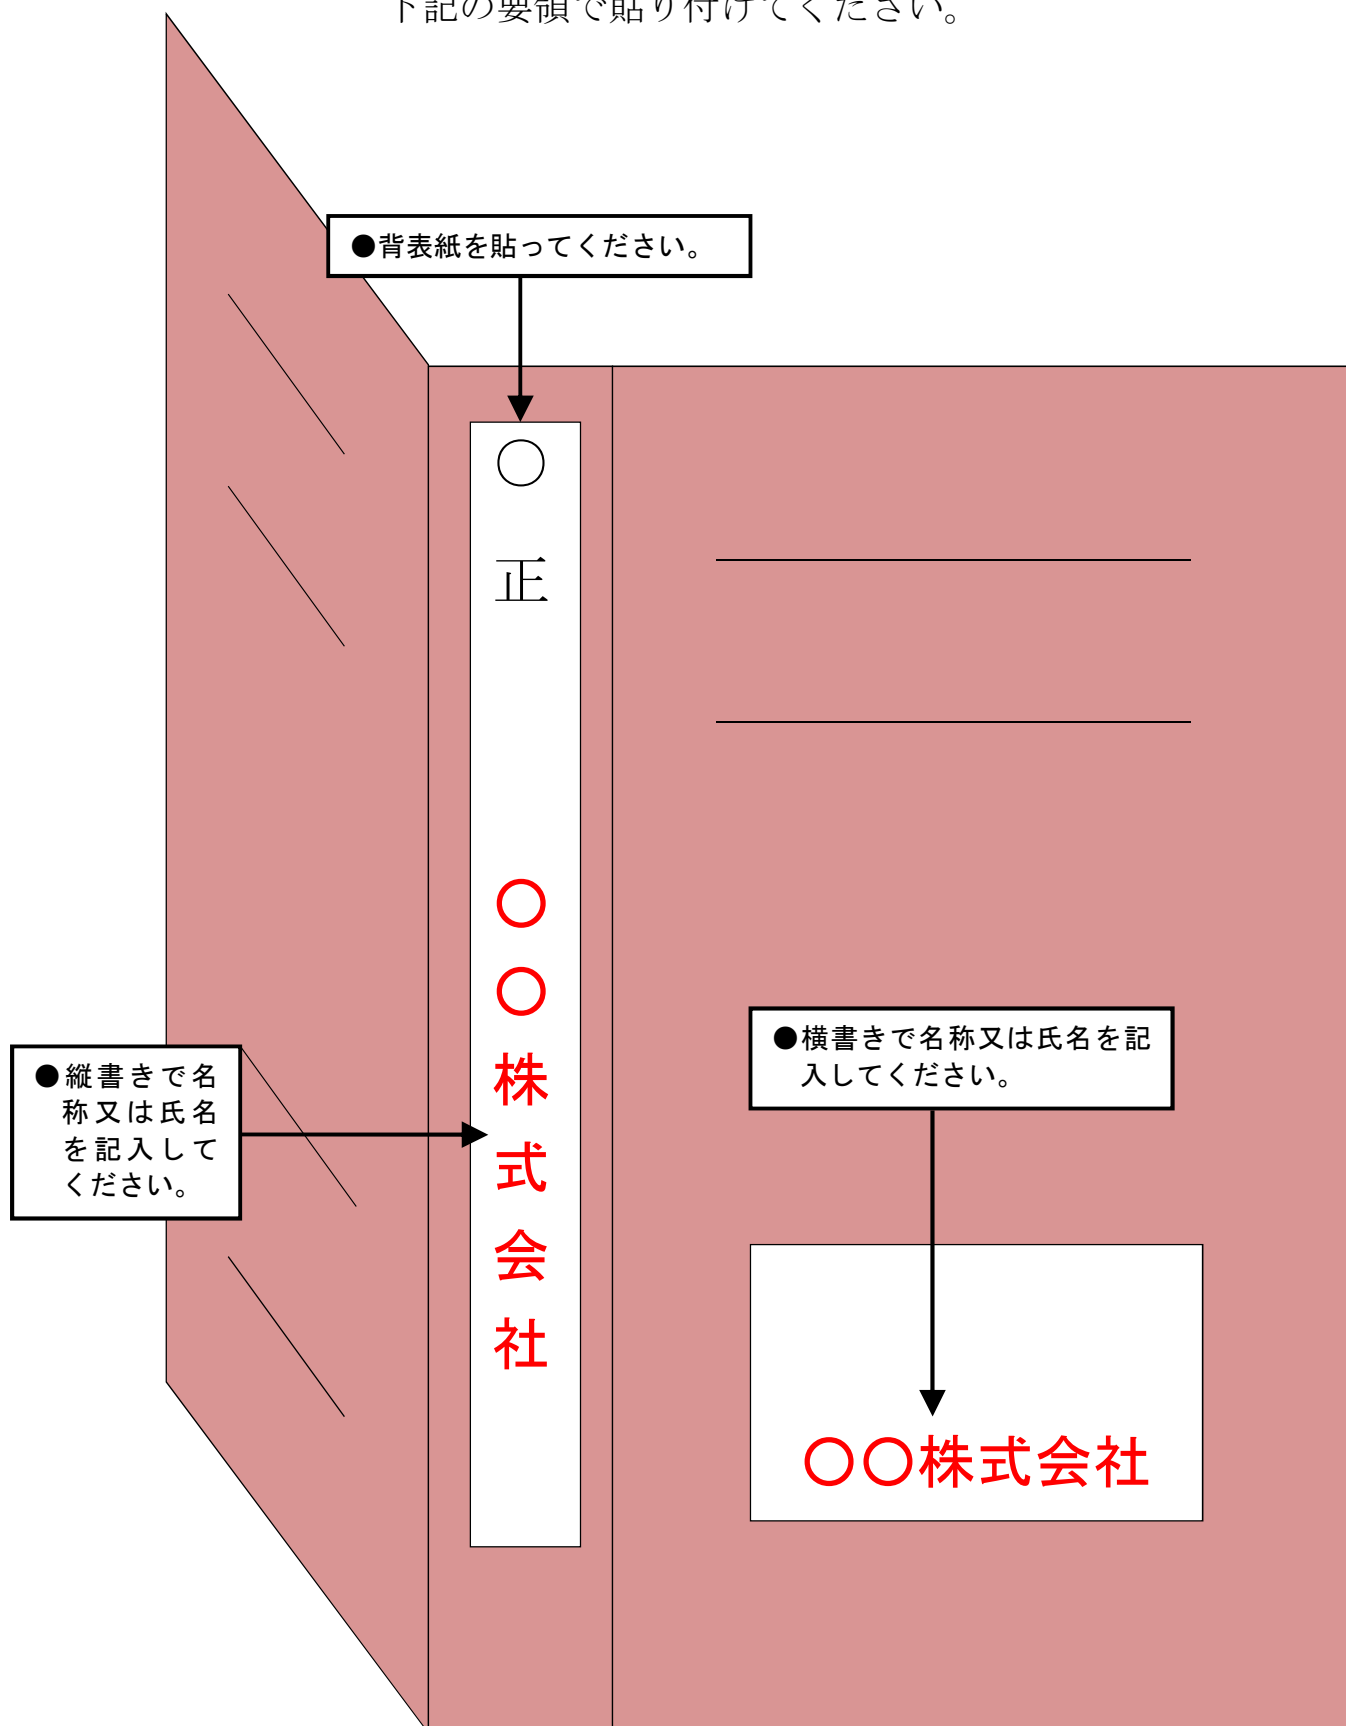 下記の要領で貼り付けてください。
●背表紙を貼ってください。
○正
○○株式会社
●縦書きで名
称又は氏名
を記入して
ください。
●横書きで名称又は氏名を記
入してください。
○○株式会社